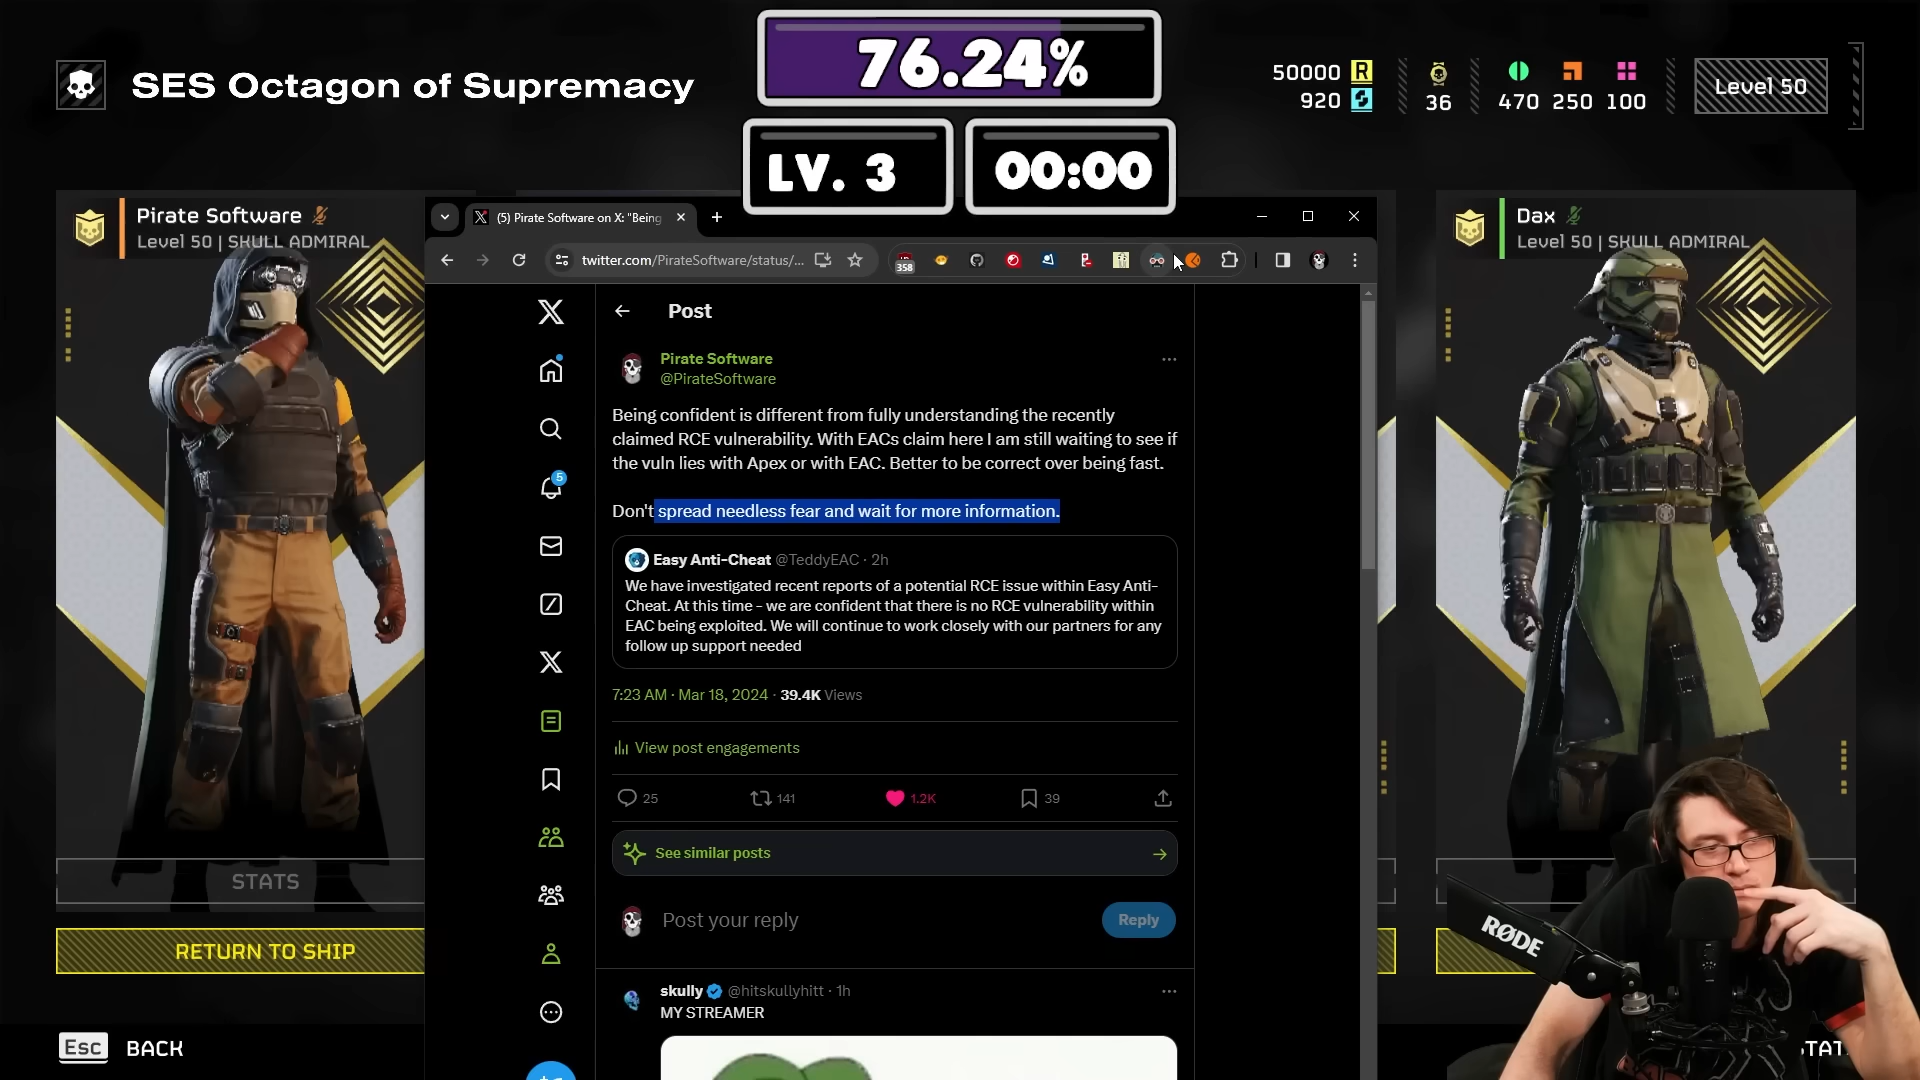 SES Octagon of Supremacy
76.24%
LV. 3
00:00
50000 R
920
36
470 250 100
Level 50
Pirate Software
Level 50 | SKULL ADMIRAL
Dax
Level 50 | SKULL ADMIRAL
(5) Pirate Software on X: "Being
twitter.com/PirateSoftware/status/...
358
Post
Pirate Software
@PirateSoftware
Being confident is different from fully understanding the recently
claimed RCE vulnerability. With EACs claim here I am still waiting to see if
the vuln lies with Apex or with EAC. Better to be correct over being fast.
Don't spread needless fear and wait for more information.
5
Easy Anti-Cheat @TeddyEAC · 2h
We have investigated recent reports of a potential RCE issue within Easy Anti-
Cheat. At this time - we are confident that there is no RCE vulnerability within
EAC being exploited. We will continue to work closely with our partners for any
follow up support needed
7:23 AM · Mar 18, 2024 · 39.4K Views
View post engagements
25 141 1.2K 39
See similar posts
Post your reply
Reply
skully @hitskullyhitt · 1h
MY STREAMER
STATS
RETURN TO SHIP
Esc BACK
RØDE